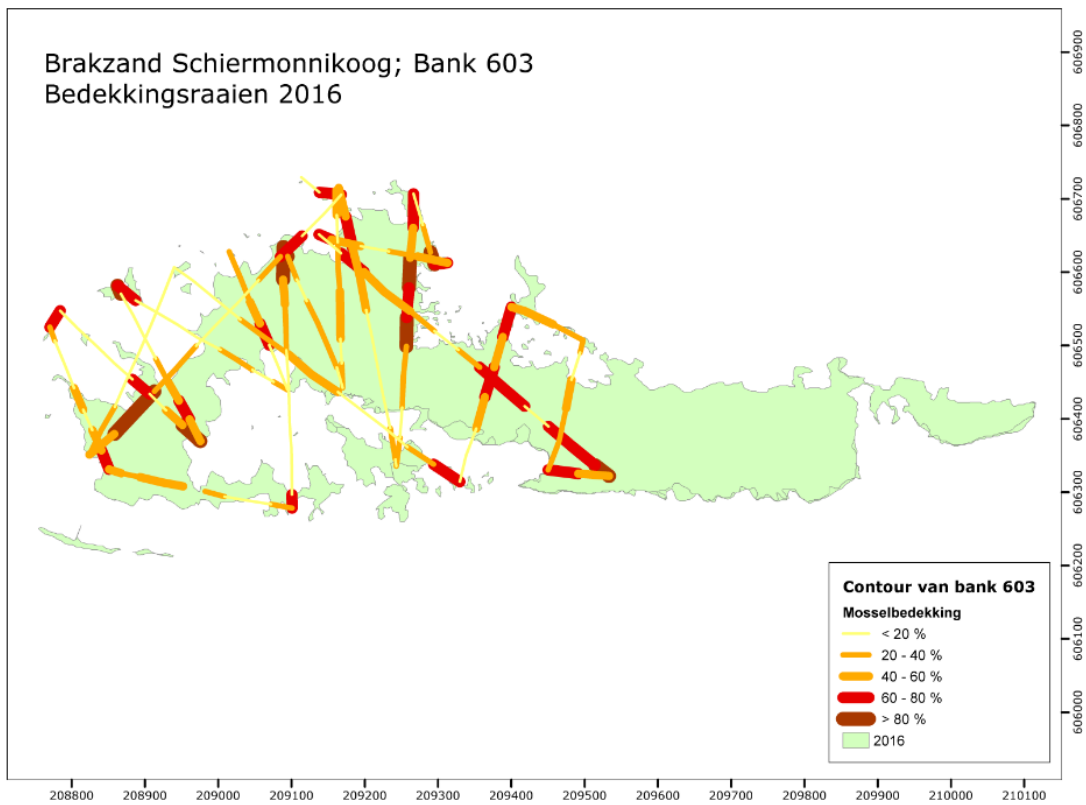 Brakzand Schiermonnikoog; Bank 603
Bedekkingsraaien 2016
606900
606800
606700
606600
606500
606400
606300
606200
606100
606000
Contour van bank 603
Mosselbedekking
< 20 %
20 - 40 %
40 - 60 %
60 - 80 %
> 80 %
2016
208800 208900 209000 209100 209200 209300 209400 209500 209600 209700 209800 209900 210000 210100